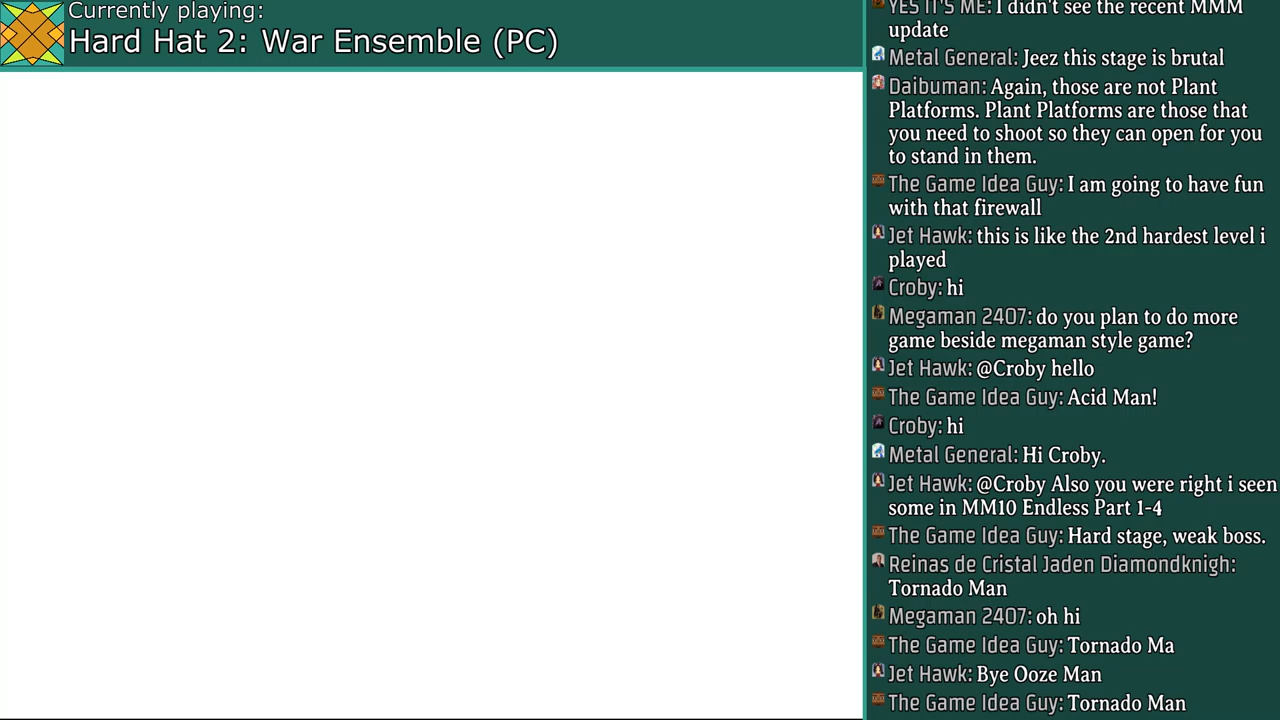 Currently playing:
Hard Hat 2: War Ensemble (PC)
YES IT'S ME: I didn't see the recent MMM
update
Metal General: Jeez this stage is brutal
Daibuman: Again, those are not Plant
Platforms. Plant Platforms are those that
you need to shoot so they can open for you
to stand in them.
The Game Idea Guy: I am going to have fun
with that firewall
Jet Hawk: this is like the 2nd hardest level i
played
Croby: hi
Megaman 2407: do you plan to do more
game beside megaman style game?
Jet Hawk: @Croby hello
The Game Idea Guy: Acid Man!
Croby: hi
Metal General: Hi Croby.
Jet Hawk: @Croby Also you were right i seen
some in MM10 Endless Part 1-4
The Game Idea Guy: Hard stage, weak boss.
Reinas de Cristal Jaden Diamondknigh:
Tornado Man
Megaman 2407: oh hi
The Game Idea Guy: Tornado Ma
Jet Hawk: Bye Ooze Man
The Game Idea Guy: Tornado Man